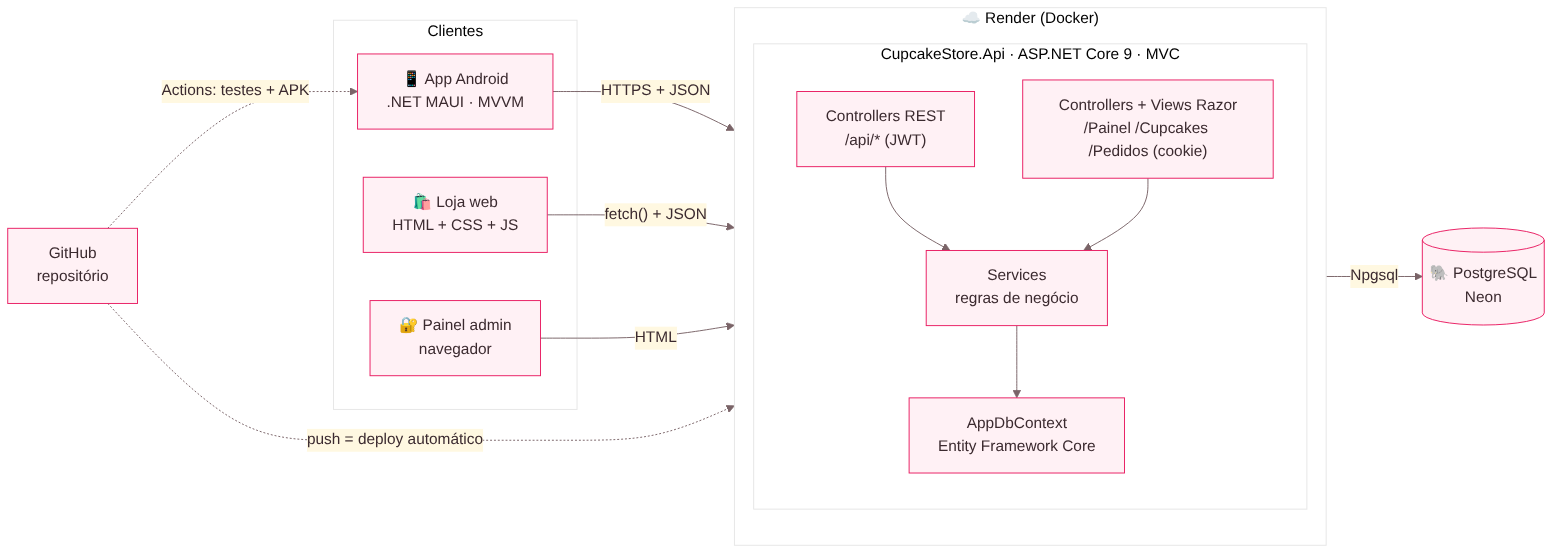 GitHub
repositório
Actions: testes + APK
push = deploy automático
Clientes
📱 App Android
.NET MAUI · MVVM
🛍️ Loja web
HTML + CSS + JS
🔐 Painel admin
navegador
HTTPS + JSON
fetch() + JSON
HTML
☁️ Render (Docker)
CupcakeStore.Api · ASP.NET Core 9 · MVC
Controllers REST
/api/* (JWT)
Controllers + Views Razor
/Painel /Cupcakes
/Pedidos (cookie)
Services
regras de negócio
AppDbContext
Entity Framework Core
Npgsql
🐘 PostgreSQL
Neon